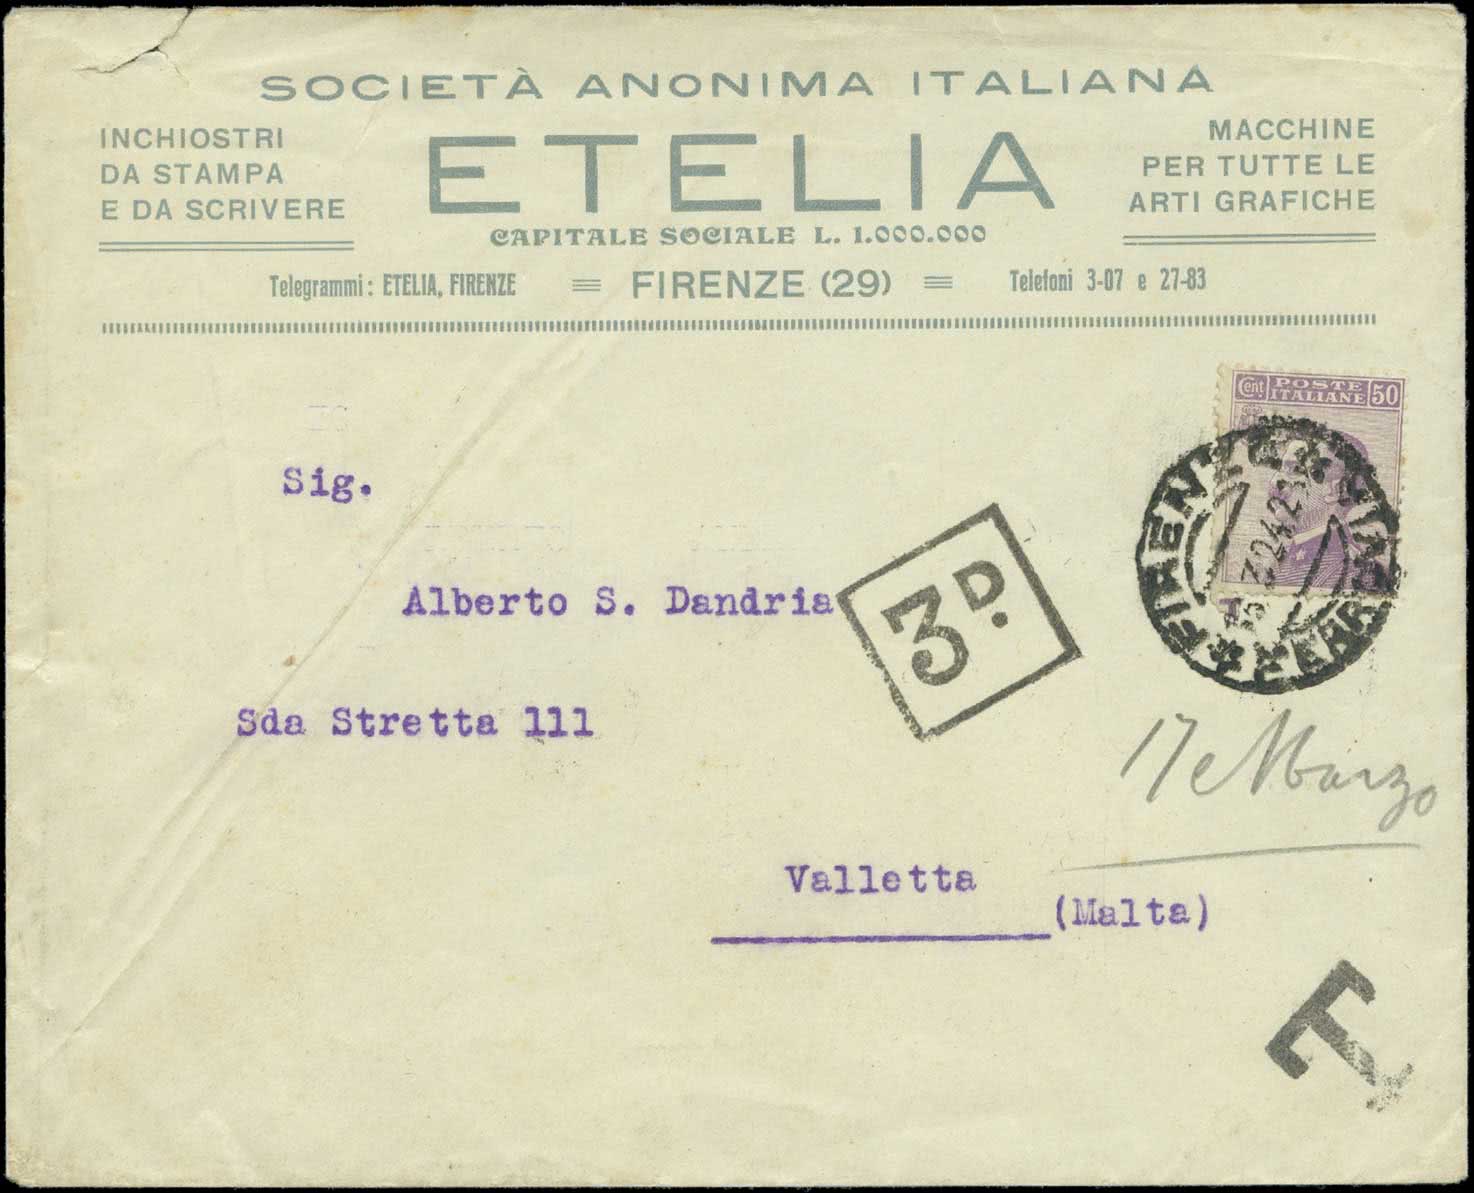 SOCIETÀ ANONIMA ITALIANA
INCHIOSTRI
DA STAMPA
E DA SCRIVERE
ETELIA
CAPITALE SOCIALE L. 1.000.000
MACCHINE
PER TUTTE LE
ARTI GRAFICHE
Telegrammi: ETELIA, FIRENZE
FIRENZE (29)
Telefoni 3-07 e 27-83
Cent POSTE ITALIANE 50
FIRENZE
FERROVIA
Sig.
Alberto S. Dandria
3D.
Sda Stretta 111
17 e Marzo
Valletta
(Malta)
T